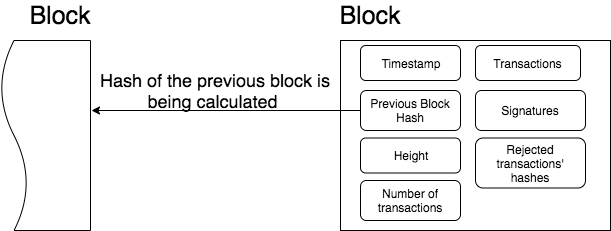 Block
Block
Hash of the previous block is
being calculated
Timestamp
Transactions
Previous Block
Hash
Signatures
Height
Rejected
transactions'
hashes
Number of
transactions